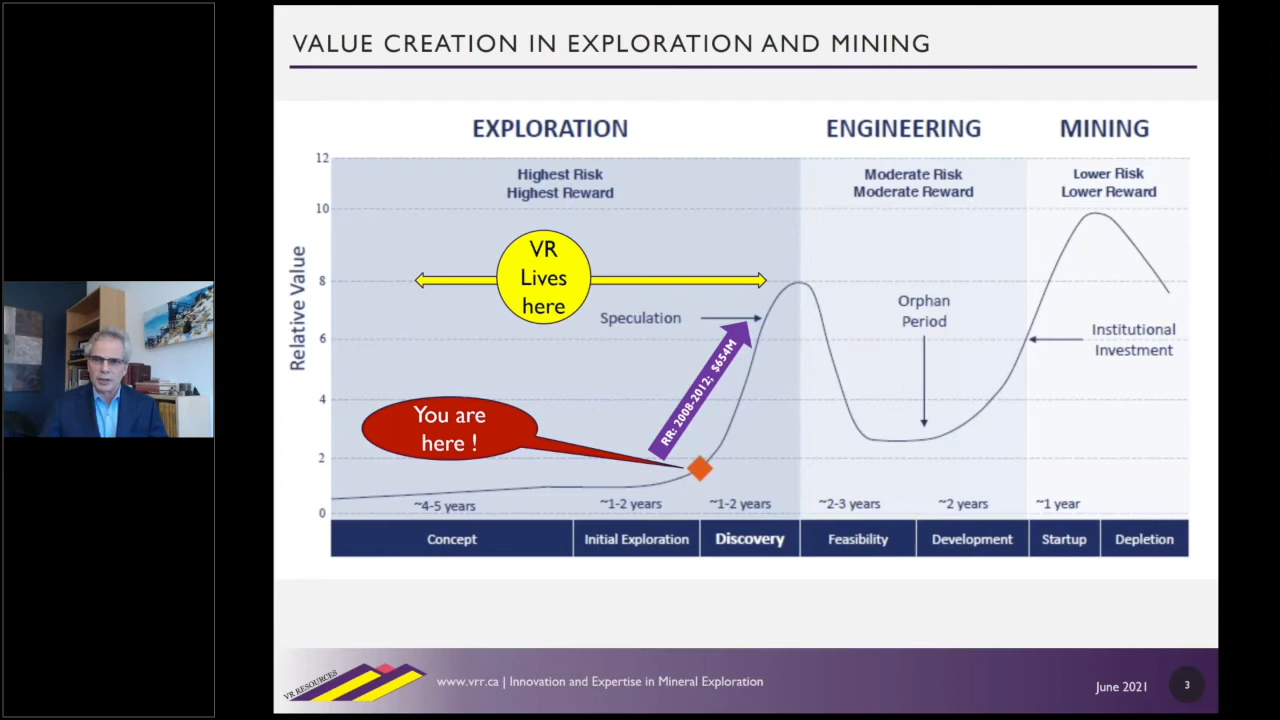 VALUE CREATION IN EXPLORATION AND MINING
EXPLORATION
ENGINEERING
MINING
Highest Risk
Highest Reward
Moderate Risk
Moderate Reward
Lower Risk
Lower Reward
Relative Value
12
10
8
6
4
2
0
VR
Lives
here
Speculation
RR: 2008-2012; $654M
You are
here !
Orphan
Period
Institutional
Investment
~4-5 years
~1-2 years
~1-2 years
~2-3 years
~2 years
~1 year
Concept
Initial Exploration
Discovery
Feasibility
Development
Startup
Depletion
VR RESOURCES
www.vrr.ca | Innovation and Expertise in Mineral Exploration
June 2021
3